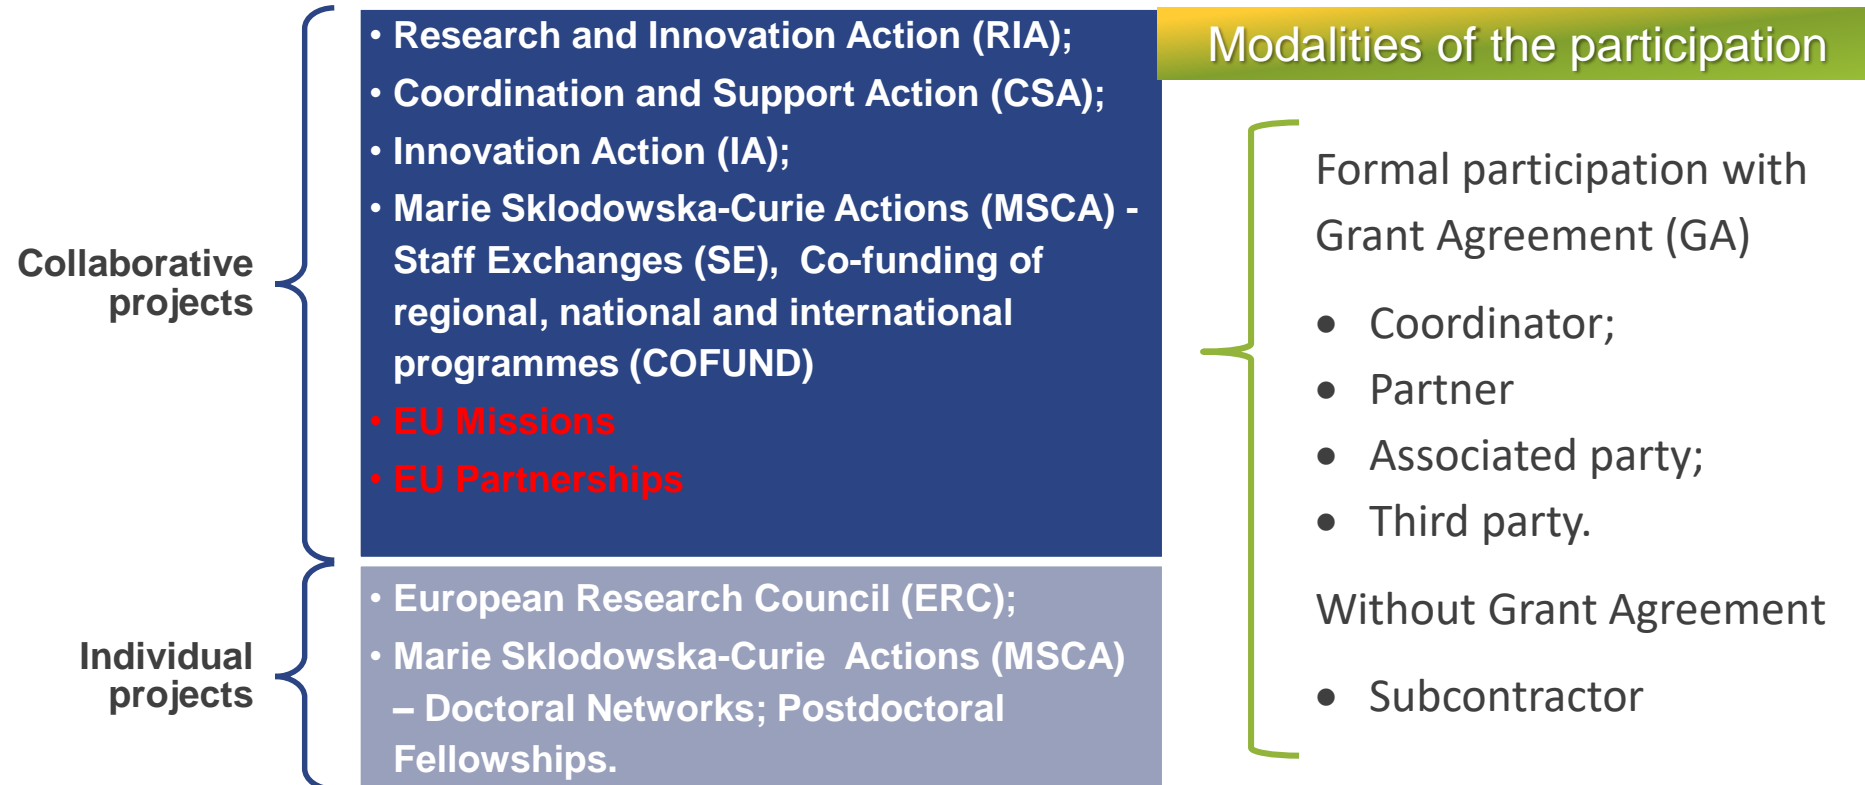 Collaborative
projects
• Research and Innovation Action (RIA);
• Coordination and Support Action (CSA);
• Innovation Action (IA);
• Marie Sklodowska-Curie Actions (MSCA) -
Staff Exchanges (SE), Co-funding of
regional, national and international
programmes (COFUND)
• EU Missions
• EU Partnerships
Individual
projects
• European Research Council (ERC);
• Marie Sklodowska-Curie Actions (MSCA)
– Doctoral Networks; Postdoctoral
Fellowships.
Modalities of the participation
Formal participation with
Grant Agreement (GA)
• Coordinator;
• Partner
• Associated party;
• Third party.
Without Grant Agreement
• Subcontractor